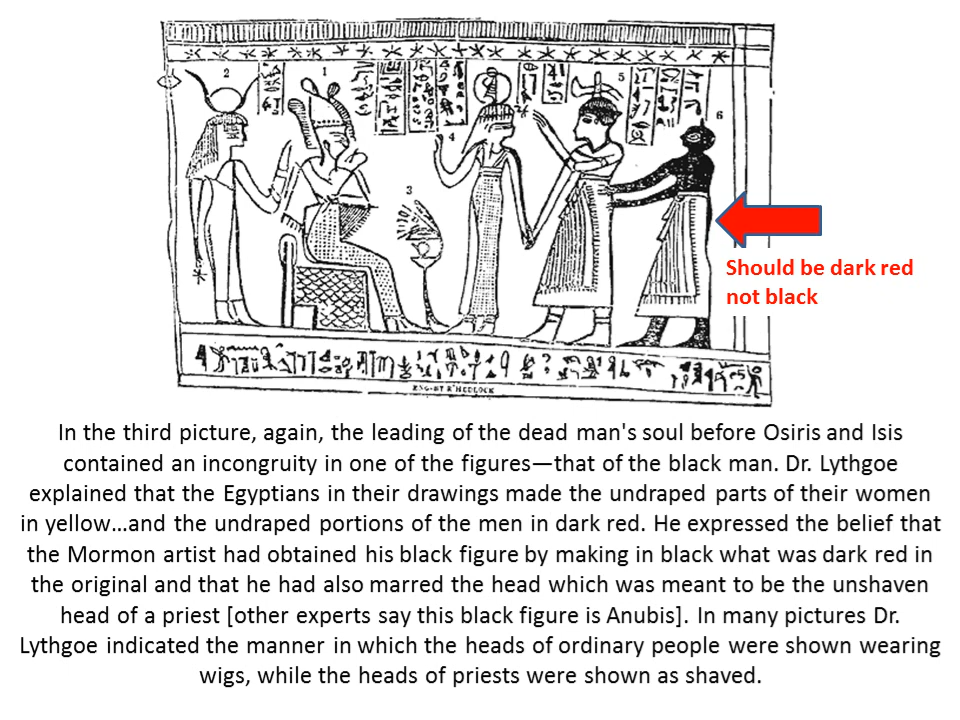 2
1
5
6
4
3
Should be dark red
not black
ENG. BY R. HEDLOCK
In the third picture, again, the leading of the dead man's soul before Osiris and Isis
contained an incongruity in one of the figures—that of the black man. Dr. Lythgoe
explained that the Egyptians in their drawings made the undraped parts of their women
in yellow…and the undraped portions of the men in dark red. He expressed the belief that
the Mormon artist had obtained his black figure by making in black what was dark red in
the original and that he had also marred the head which was meant to be the unshaven
head of a priest [other experts say this black figure is Anubis]. In many pictures Dr.
Lythgoe indicated the manner in which the heads of ordinary people were shown wearing
wigs, while the heads of priests were shown as shaved.